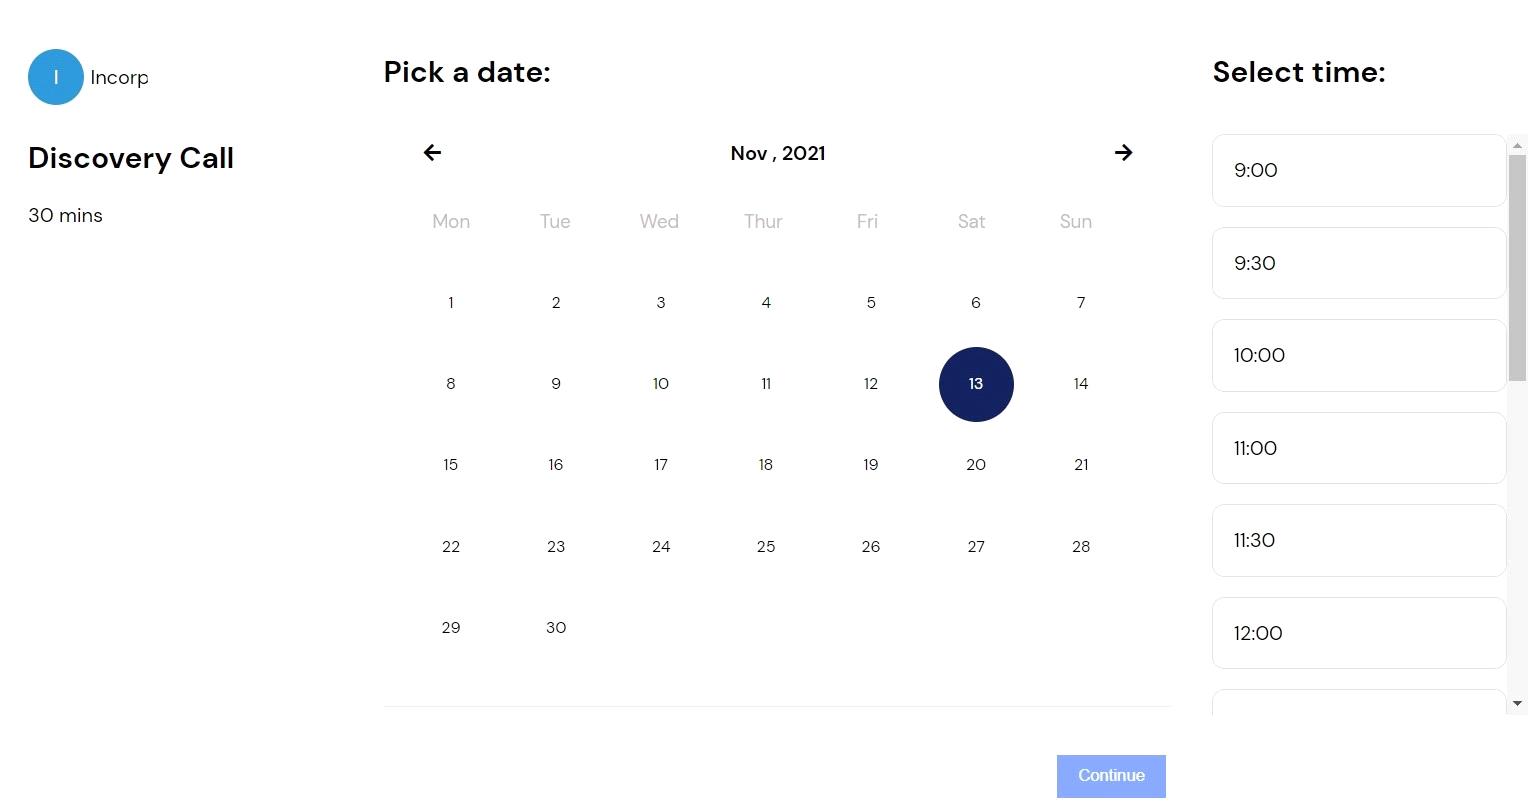 I Incorp
Discovery Call
30 mins
Pick a date:
Nov , 2021
Mon Tue Wed Thur Fri Sat Sun
1 2 3 4 5 6 7
8 9 10 11 12 13 14
15 16 17 18 19 20 21
22 23 24 25 26 27 28
29 30
Continue
Select time:
9:00
9:30
10:00
11:00
11:30
12:00